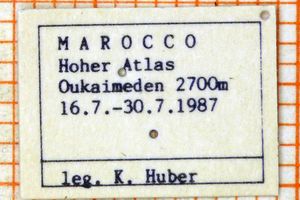 MAROCCO
Hoher Atlas
Oukaimeden 2700m
16.7.-30.7.1987
leg. K. Huber